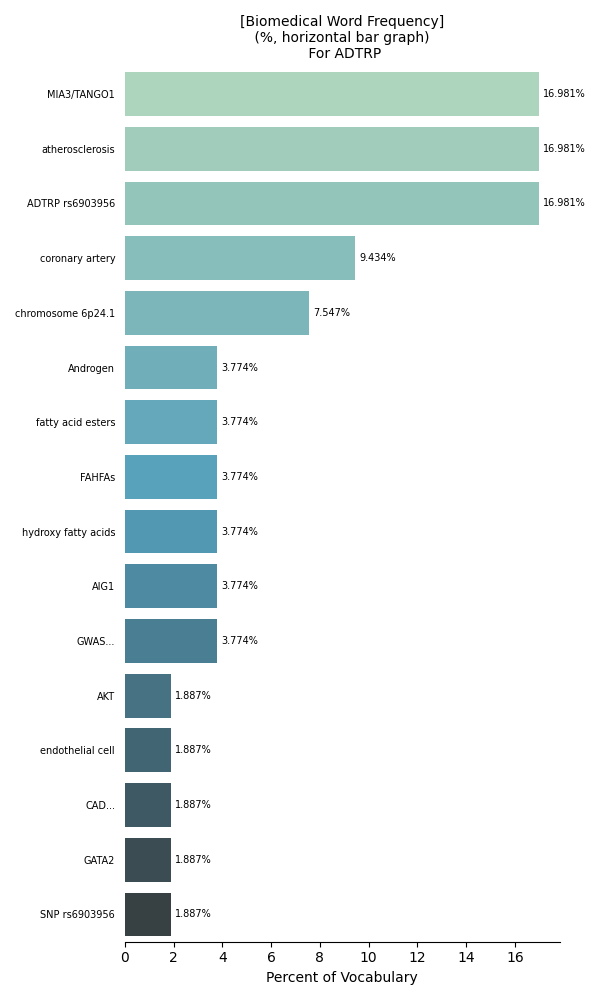 [Biomedical Word Frequency]
(%, horizontal bar graph)
For ADTRP
MIA3/TANGO1 16.981%
atherosclerosis 16.981%
ADTRP rs6903956 16.981%
coronary artery 9.434%
chromosome 6p24.1 7.547%
Androgen 3.774%
fatty acid esters 3.774%
FAHFAs 3.774%
hydroxy fatty acids 3.774%
AIG1 3.774%
GWAS... 3.774%
AKT 1.887%
endothelial cell 1.887%
CAD... 1.887%
GATA2 1.887%
SNP rs6903956 1.887%
0 2 4 6 8 10 12 14 16
Percent of Vocabulary